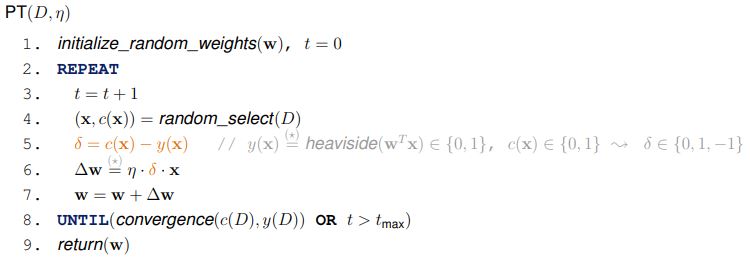 PT(D, η)
1. initialize_random_weights(w), t = 0
2. REPEAT
3. t = t + 1
4. (x, c(x)) = random_select(D)
5. δ = c(x) − y(x) // y(x) (⋆)= heaviside(wᵀx) ∈ {0, 1}, c(x) ∈ {0, 1} ⇝ δ ∈ {0, 1, −1}
6. Δw (⋆)= η · δ · x
7. w = w + Δw
8. UNTIL(convergence(c(D), y(D)) OR t > tmax)
9. return(w)